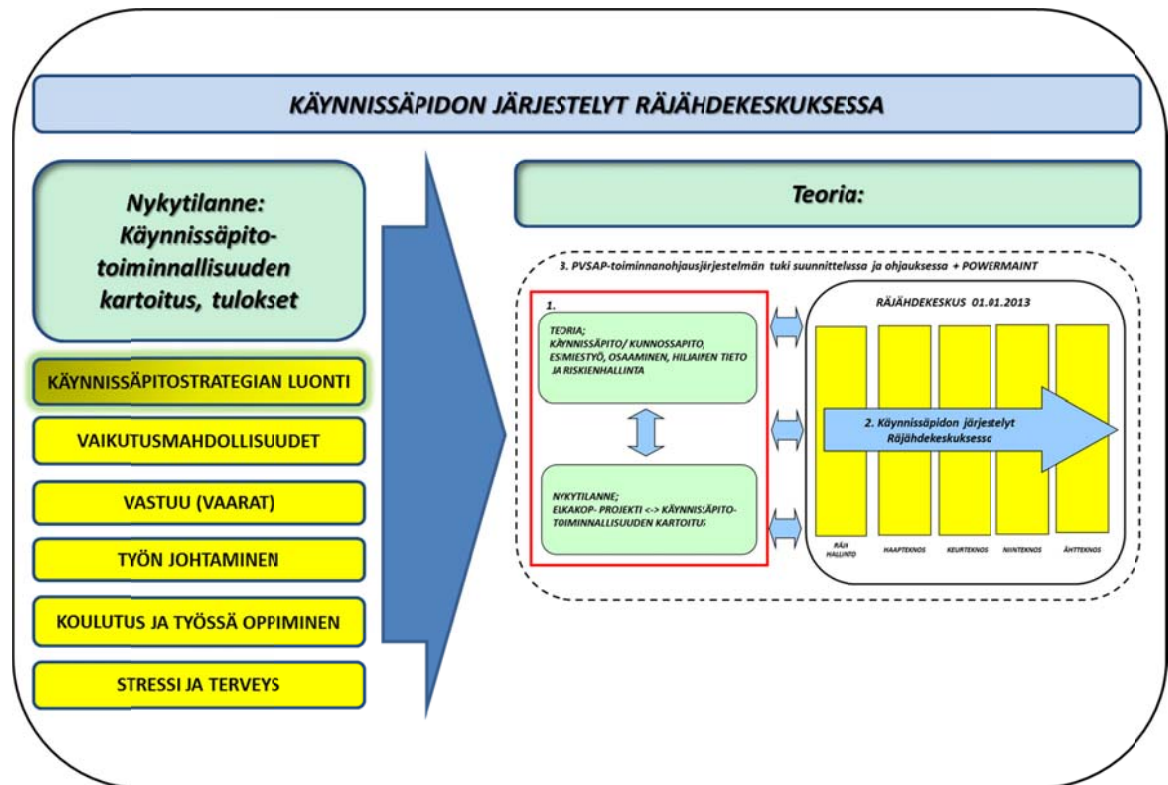 KÄYNNISSÄPIDON JÄRJESTELYT RÄJÄHDEKESKUKSESSA
Nykytilanne:
Käynnissäpito-
toiminnallisuuden
kartoitus, tulokset
KÄYNNISSÄPITOSTRATEGIAN LUONTI
VAIKUTUSMAHDOLLISUUDET
VASTUU (VAARAT)
TYÖN JOHTAMINEN
KOULUTUS JA TYÖSSÄ OPPIMINEN
STRESSI JA TERVEYS
Teoria:
3. PVSAP-toiminnanohjausjärjestelmän tuki suunnittelussa ja ohjauksessa + POWERMAINT
1.
TEORIA;
KÄYNNISSÄPITO/ KUNNOSSAPITO,
ESIMIESTYÖ, OSAAMINEN, HILJAINEN TIETO
JA RISKIENHALLINTA
NYKYTILANNE;
EIKAKOP- PROJEKTI <-> KÄYNNISSÄPITO-
TOIMINNALLISUUDEN KARTOITUS
RÄJÄHDEKESKUS 01.01.2013
2. Käynnissäpidon järjestelyt
Räjähdekeskuksessa
RÄJH
HALLINTO
HAAPTEKNOS
KEURTEKNOS
NIINTEKNOS
ÄHTTEKNOS